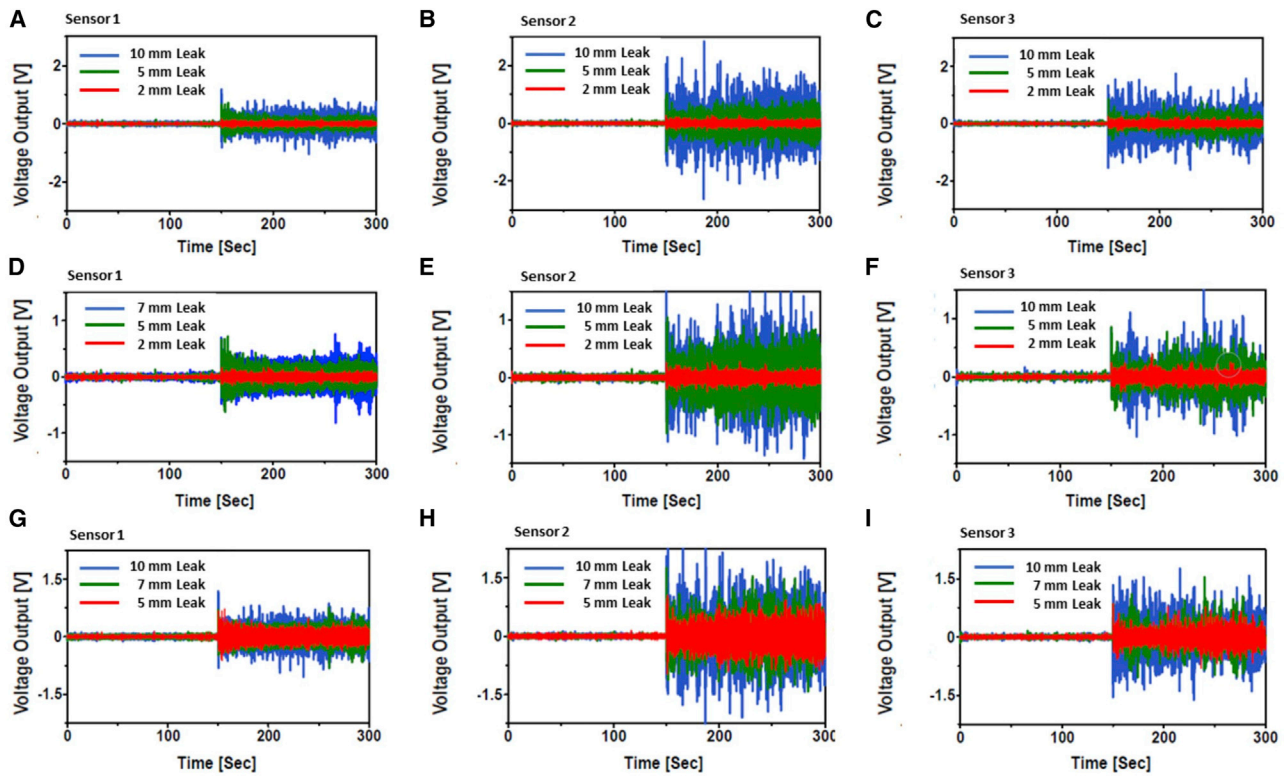 A
Sensor 1
10 mm Leak
5 mm Leak
2 mm Leak
Voltage Output [V]
2
0
-2
0 100 200 300
Time [Sec]
B
Sensor 2
10 mm Leak
5 mm Leak
2 mm Leak
Voltage Output [V]
2
0
-2
0 100 200 300
Time [Sec]
C
Sensor 3
10 mm Leak
5 mm Leak
2 mm Leak
Voltage Output [V]
2
0
-2
0 100 200 300
Time [Sec]
D
Sensor 1
7 mm Leak
5 mm Leak
2 mm Leak
Voltage Output [V]
1
0
-1
0 100 200 300
Time [Sec]
E
Sensor 2
10 mm Leak
5 mm Leak
2 mm Leak
Voltage Output [V]
1
0
-1
0 100 200 300
Time [Sec]
F
Sensor 3
10 mm Leak
5 mm Leak
2 mm Leak
Voltage Output [V]
1
0
-1
0 100 200 300
Time [Sec]
G
Sensor 1
10 mm Leak
7 mm Leak
5 mm Leak
Voltage Output [V]
1.5
0
-1.5
0 100 200 300
Time [Sec]
H
Sensor 2
10 mm Leak
7 mm Leak
5 mm Leak
Voltage Output [V]
1.5
0
-1.5
0 100 200 300
Time [Sec]
I
Sensor 3
10 mm Leak
7 mm Leak
5 mm Leak
Voltage Output [V]
1.5
0
-1.5
0 100 200 300
Time [Sec]